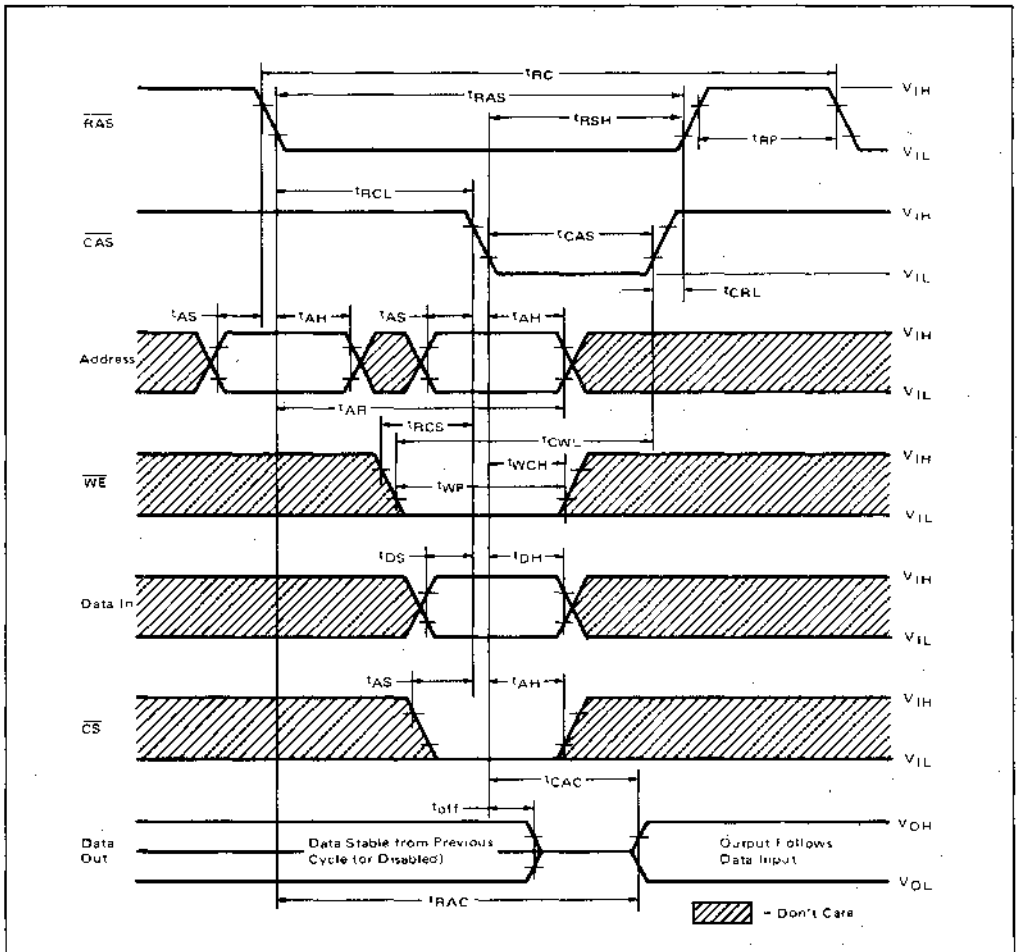 tRC
tRAS
VIH
RAS
tRSH
tRP
VIL
tRCL
VIH
CAS
tCAS
VIL
tCRL
tAS
tAH
tAS
tAH
VIH
Address
VIL
tAR
tRCS
tCWL
VIH
tWCH
WE
tWP
VIL
tDS
tDH
VIH
Data In
VIL
tAS
tAH
VIH
CS
VIL
tCAC
toff
VOH
Data Out
Data Stable from Previous
Cycle (or Disabled)
Output Follows
Data Input
VOL
tRAC
= Don't Care